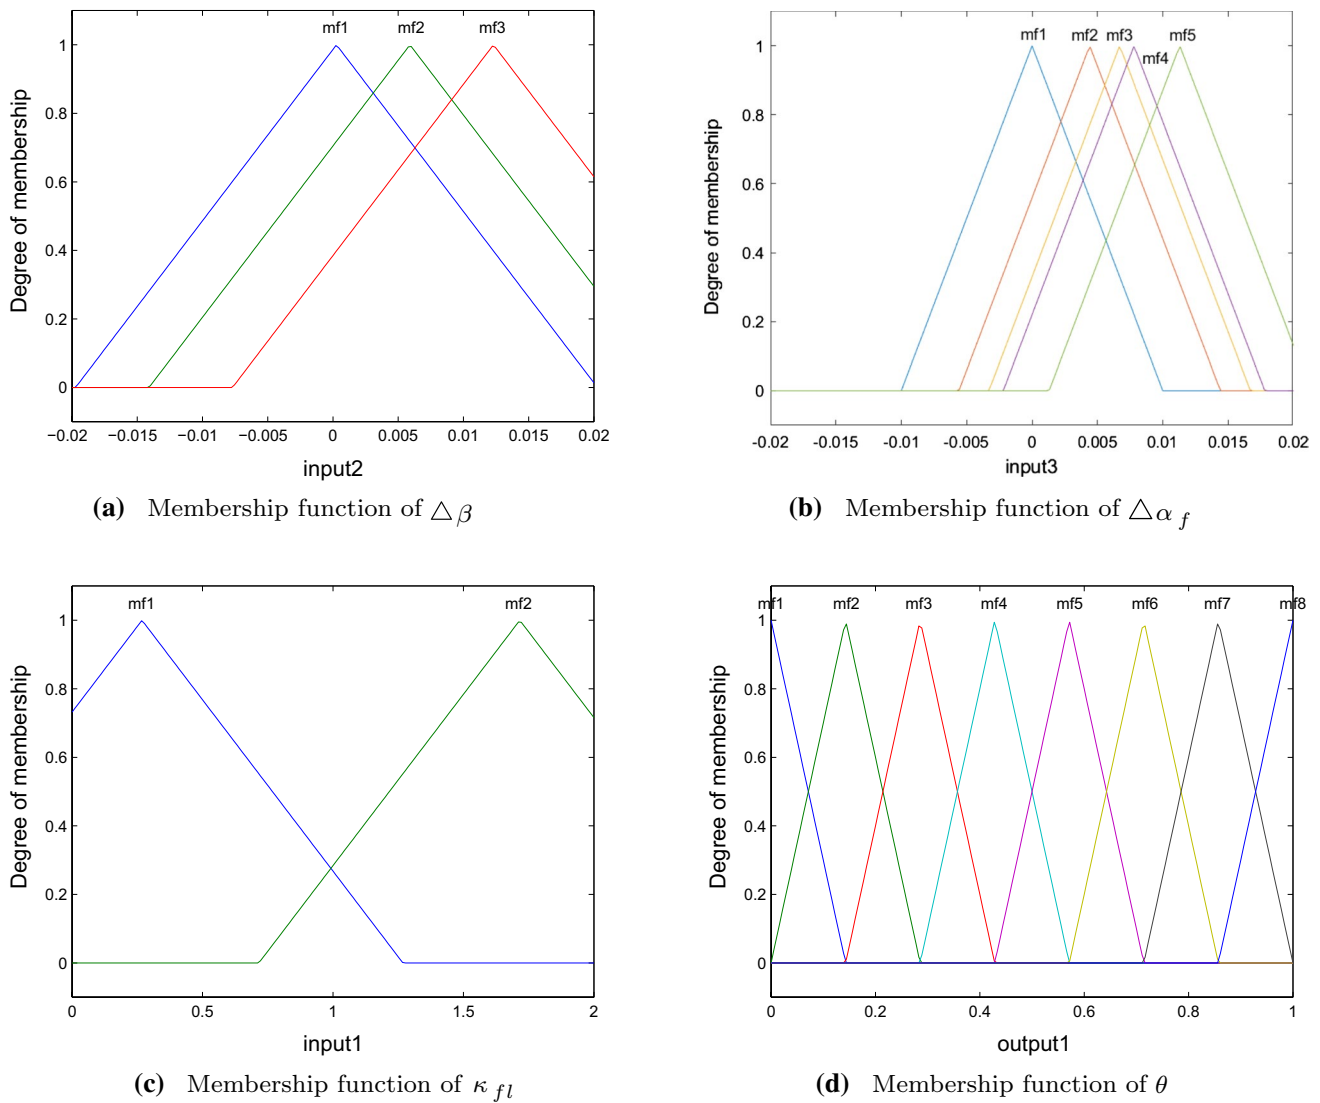 mf1 mf2 mf3
1
0.8
0.6
0.4
0.2
0
Degree of membership
−0.02 −0.015 −0.01 −0.005 0 0.005 0.01 0.015 0.02
input2
(a) Membership function of △β
mf1 mf2 mf3 mf5
mf4
1
0.8
0.6
0.4
0.2
0
Degree of membership
-0.02 -0.015 -0.01 -0.005 0 0.005 0.01 0.015 0.02
input3
(b) Membership function of △α f
mf1 mf2
1
0.8
0.6
0.4
0.2
0
Degree of membership
0 0.5 1 1.5 2
input1
(c) Membership function of κ fl
mf1 mf2 mf3 mf4 mf5 mf6 mf7 mf8
1
0.8
0.6
0.4
0.2
0
Degree of membership
0 0.2 0.4 0.6 0.8 1
output1
(d) Membership function of θ